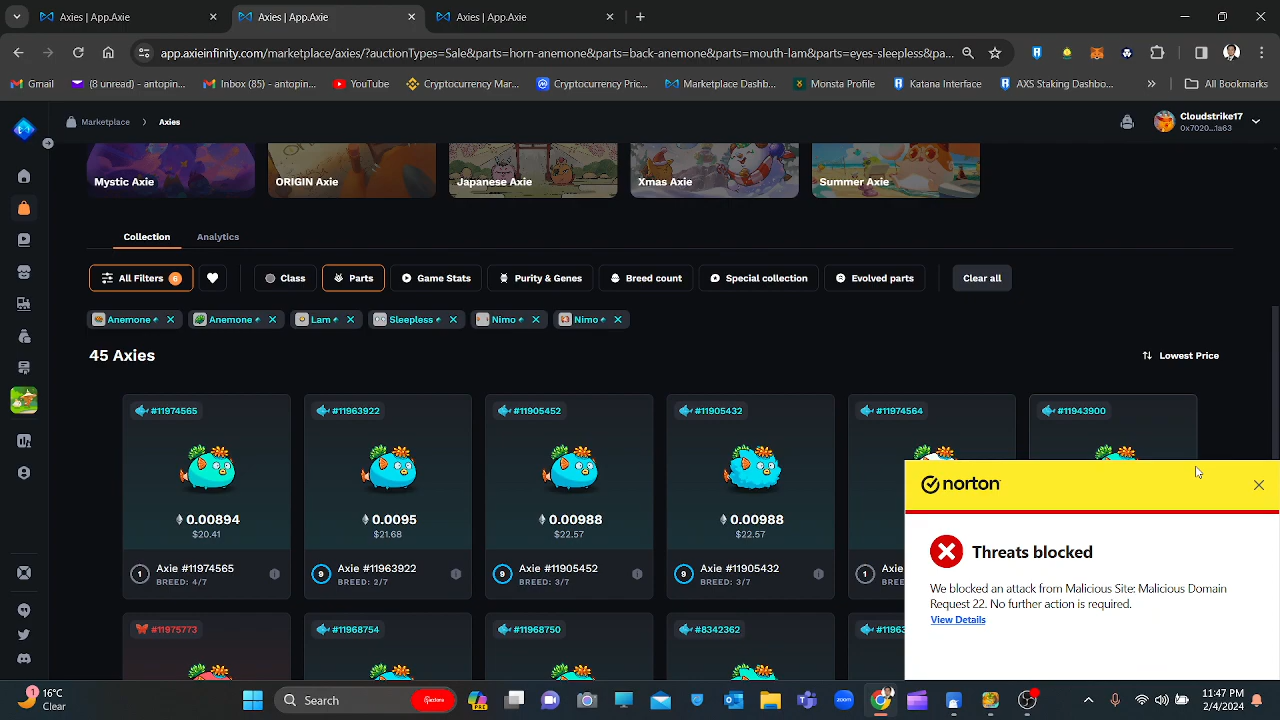 Axies | App.Axie
Axies | App.Axie
Axies | App.Axie
app.axieinfinity.com/marketplace/axies/?auctionTypes=Sale&parts=horn-anemone&parts=back-anemone&parts=mouth-lam&parts=eyes-sleepless&pa...
Gmail
(8 unread) - antopin...
Inbox (85) - antopin...
YouTube
Cryptocurrency Mar...
Cryptocurrency Pric...
Marketplace Dashb...
Monsta Profile
Katana Interface
AXS Staking Dashbo...
All Bookmarks
Marketplace > Axies
Cloudstrike17
0x7020...1a63
Mystic Axie
ORIGIN Axie
Japanese Axie
Xmas Axie
Summer Axie
Collection
Analytics
All Filters 6
Class
Parts
Game Stats
Purity & Genes
Breed count
Special collection
Evolved parts
Clear all
Anemone
Anemone
Lam
Sleepless
Nimo
Nimo
45 Axies
Lowest Price
#11974565
#11963922
#11905452
#11905432
#11974564
#11943900
0.00894
$20.41
0.0095
$21.68
0.00988
$22.57
0.00988
$22.57
1 Axie #11974565
BREED: 4/7
9 Axie #11963922
BREED: 2/7
9 Axie #11905452
BREED: 3/7
9 Axie #11905432
BREED: 3/7
1
#11975773
#11968754
#11968750
#8342362
#11963
norton
Threats blocked
We blocked an attack from Malicious Site: Malicious Domain
Request 22. No further action is required.
View Details
1
16°C
Clear
Search
PRE
zoom
11:47 PM
2/4/2024